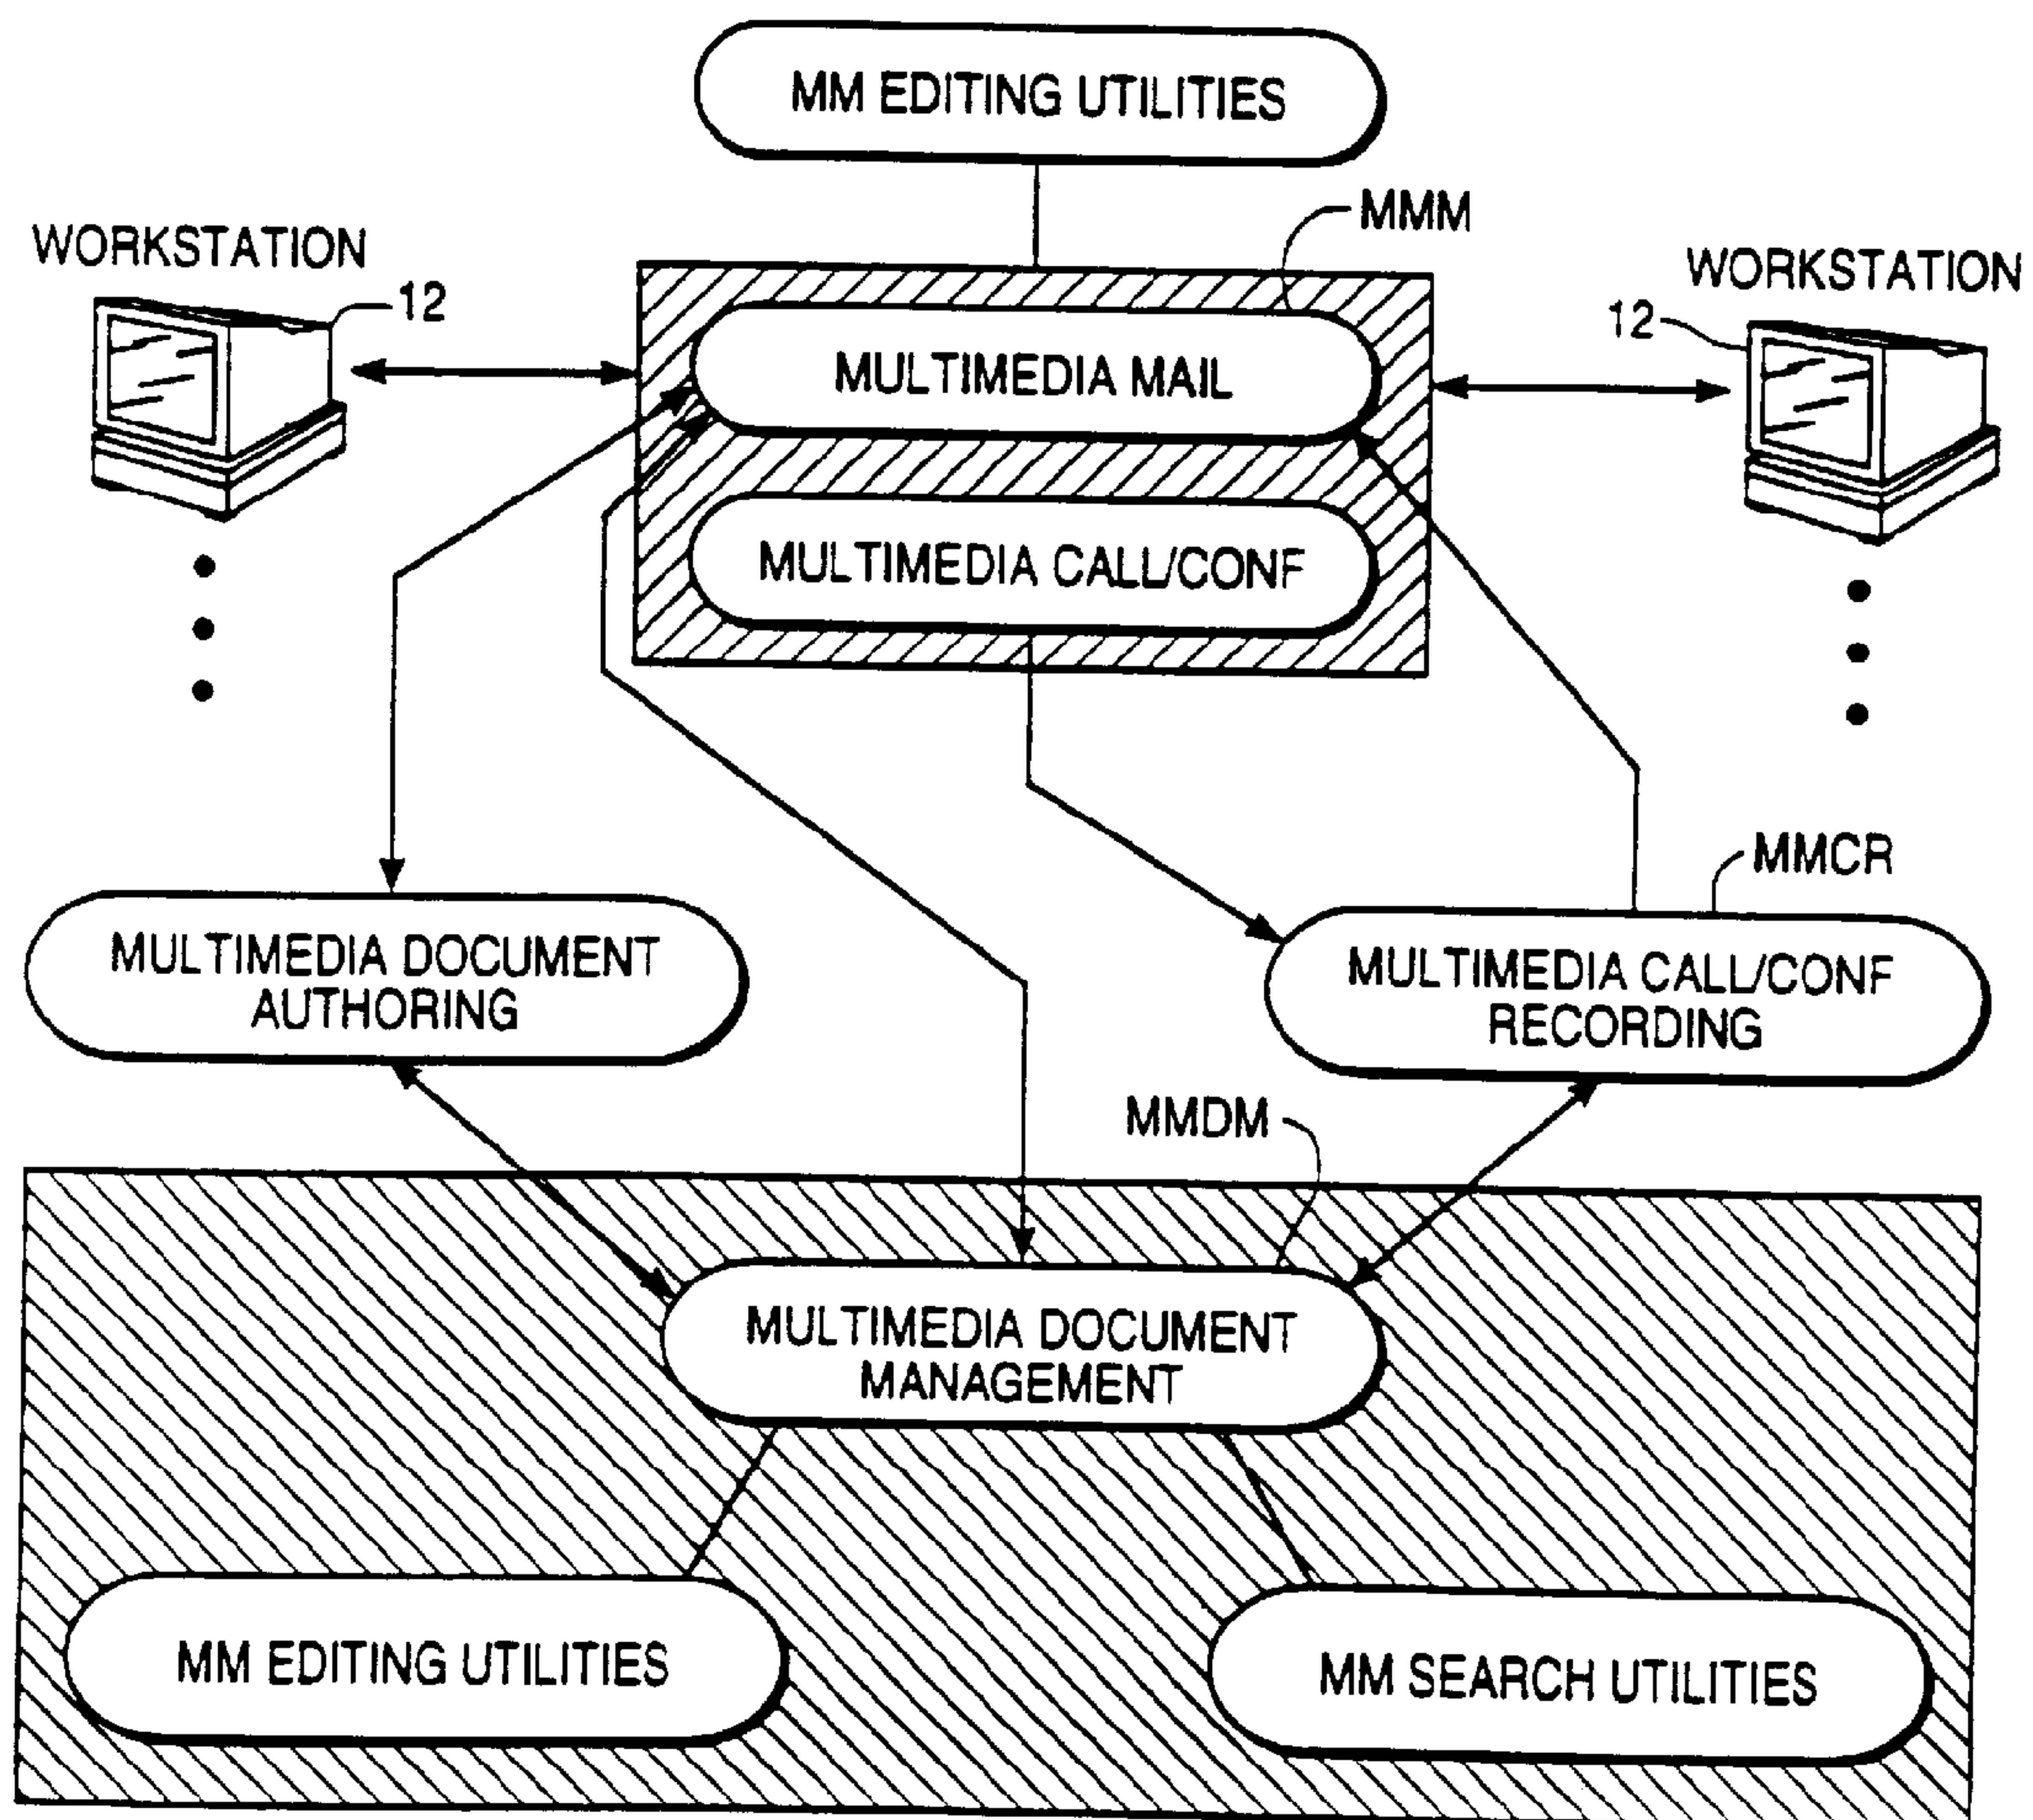 MM EDITING UTILITIES
MMM
WORKSTATION
WORKSTATION
12
12
MULTIMEDIA MAIL
MULTIMEDIA CALL/CONF
MMCR
MULTIMEDIA DOCUMENT
AUTHORING
MULTIMEDIA CALL/CONF
RECORDING
MMDM
MULTIMEDIA DOCUMENT
MANAGEMENT
MM EDITING UTILITIES
MM SEARCH UTILITIES